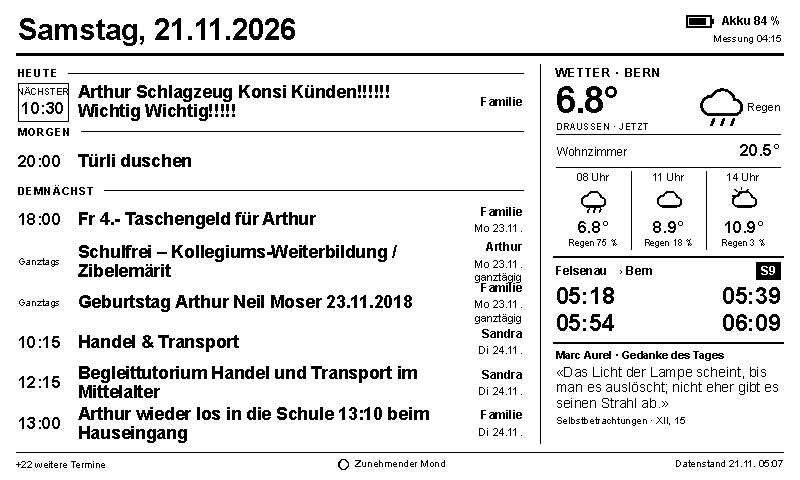 Samstag, 21.11.2026
Akku 84 %
Messung 04:15
HEUTE
NÄCHSTER
10:30
Arthur Schlagzeug Konsi Künden!!!!!!
Wichtig Wichtig!!!!!
Familie
MORGEN
20:00 Türli duschen
DEMNÄCHST
18:00 Fr 4.- Taschengeld für Arthur
Familie
Mo 23.11.
Ganztags
Schulfrei – Kollegiums-Weiterbildung /
Zibelemärit
Arthur
Mo 23.11.
ganztägig
Ganztags Geburtstag Arthur Neil Moser 23.11.2018
Familie
Mo 23.11.
ganztägig
10:15 Handel & Transport
Sandra
Di 24.11.
12:15
Begleittutorium Handel und Transport im
Mittelalter
Sandra
Di 24.11.
13:00
Arthur wieder los in die Schule 13:10 beim
Hauseingang
Familie
Di 24.11.
WETTER · BERN
6.8°
Regen
DRAUSSEN · JETZT
Wohnzimmer 20.5°
08 Uhr 11 Uhr 14 Uhr
6.8° 8.9° 10.9°
Regen 75 % Regen 18 % Regen 3 %
Felsenau › Bern S9
05:18 05:39
05:54 06:09
Marc Aurel · Gedanke des Tages
«Das Licht der Lampe scheint, bis
man es auslöscht; nicht eher gibt es
seinen Strahl ab.»
Selbstbetrachtungen · XII, 15
+22 weitere Termine
Zunehmender Mond
Datenstand 21.11. 05:07